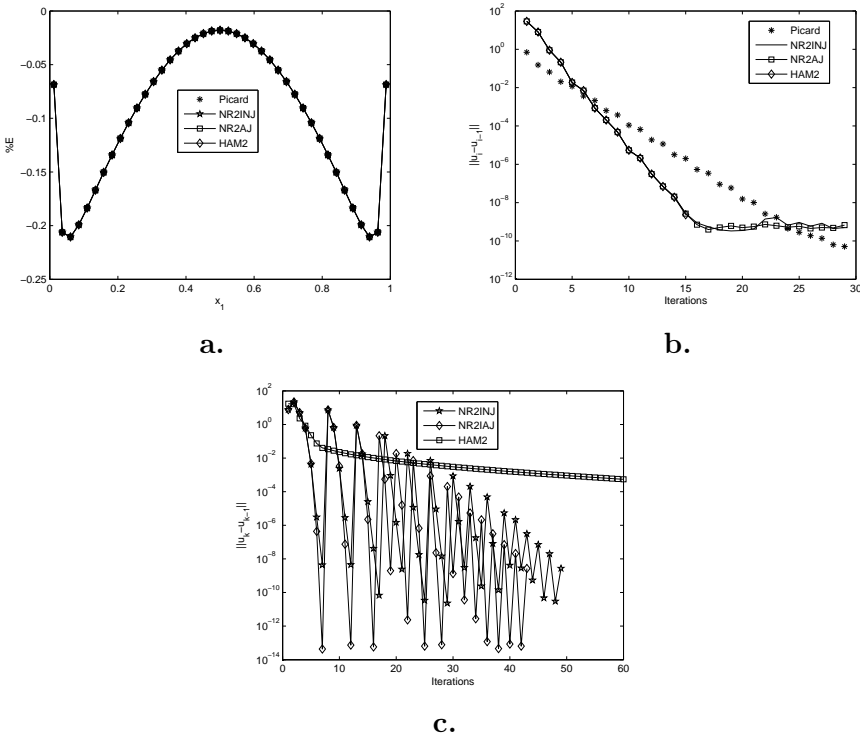 0
−0.05
−0.1
−0.15
−0.2
−0.25
%E
0 0.2 0.4 0.6 0.8 1
x_1
Picard
NR2INJ
NR2AJ
HAM2
a.
10^2
10^0
10^−2
10^−4
10^−6
10^−8
10^−10
10^−12
||u_i−u_{i−1}||
0 5 10 15 20 25 30
Iterations
Picard
NR2INJ
NR2AJ
HAM2
b.
10^2
10^0
10^−2
10^−4
10^−6
10^−8
10^−10
10^−12
10^−14
||u_k−u_{k−1}||
0 10 20 30 40 50 60
Iterations
NR2INJ
NR2IAJ
HAM2
c.